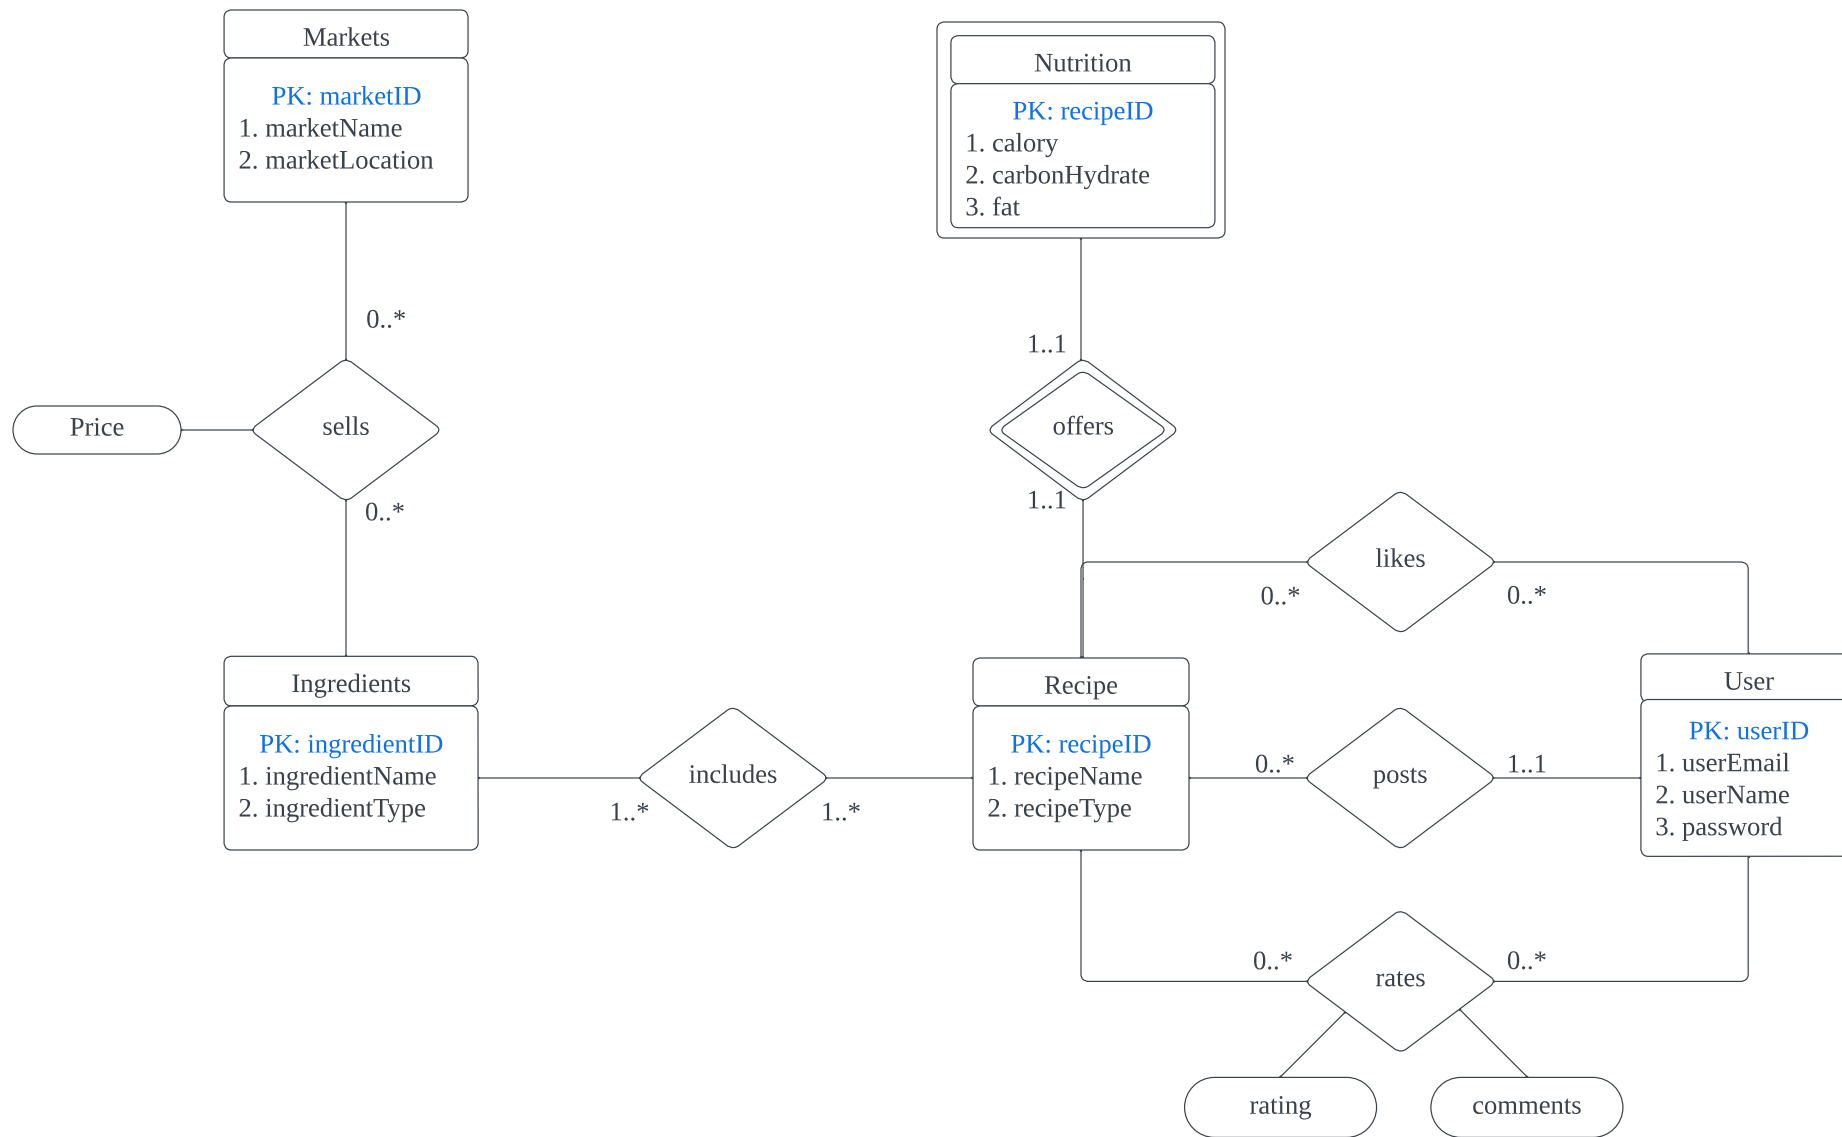 Markets
PK: marketID
1. marketName
2. marketLocation
Nutrition
PK: recipeID
1. calory
2. carbonHydrate
3. fat
0..*
1..1
Price
sells
offers
0..*
1..1
likes
0..*
0..*
Ingredients
PK: ingredientID
1. ingredientName
2. ingredientType
includes
1..*
1..*
Recipe
PK: recipeID
1. recipeName
2. recipeType
0..*
posts
1..1
User
PK: userID
1. userEmail
2. userName
3. password
0..*
0..*
rates
rating
comments